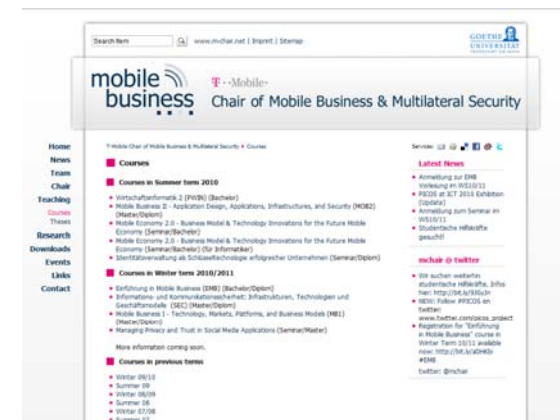 Search Item
www.mchair.net | Imprint | Sitemap
GOETHE
UNIVERSITÄT
mobile
business
T··Mobile·
Chair of Mobile Business & Multilateral Security
Home
News
Team
Chair
Teaching
Courses
Theses
Research
Downloads
Events
Links
Contact
T-Mobile Chair of Mobile Business & Multilateral Security Courses
Courses
Courses in Summer term 2010
Wirtschaftsinformatik 2 (PWIN) (Bachelor)
Mobile Business II - Application Design, Applications, Infrastructures, and Security (MOB2)
(Master/Diplom)
Mobile Economy 2.0 - Business Model & Technology Innovations for the Future Mobile
Economy (Seminar/Bachelor)
Mobile Economy 2.0 - Business Model & Technology Innovations for the Future Mobile
Economy (Seminar/Bachelor) (für Informatiker)
Identitätsverwaltung als Schlüsseltechnologie erfolgreicher Unternehmen (Seminar/Diplom)
Courses in Winter term 2010/2011
Einführung in Mobile Business (EMB) (Bachelor/Diplom)
Informations- und Kommunikationssicherheit: Infrastrukturen, Technologien und
Geschäftsmodelle (SEC) (Master/Diplom)
Mobile Business I - Technology, Markets, Platforms, and Business Models (MB1)
(Master/Diplom)
Managing Privacy and Trust in Social Media Applications (Seminar/Master)
More information coming soon.
Courses in previous terms
Winter 09/10
Summer 09
Winter 08/09
Summer 08
Winter 07/08
Services:
Latest News
Anmeldung zur EMB
Vorlesung im WS10/11
PICOS at ICT 2010 Exhibition
(Update)
Anmeldung zum Seminar im
WS10/11
Studentische Hilfskräfte
gesucht!
mchair @ twitter
Wir suchen weiterhin
studentische Hilfskräfte. Infos
hier:
NEW: Follow #PICOS on
twitter:
www.twitter.com/picos_project
Registration for "Einführung
in Mobile Business" course in
Winter Term 10/11 available
now:
#EMB
twitter: @mchair